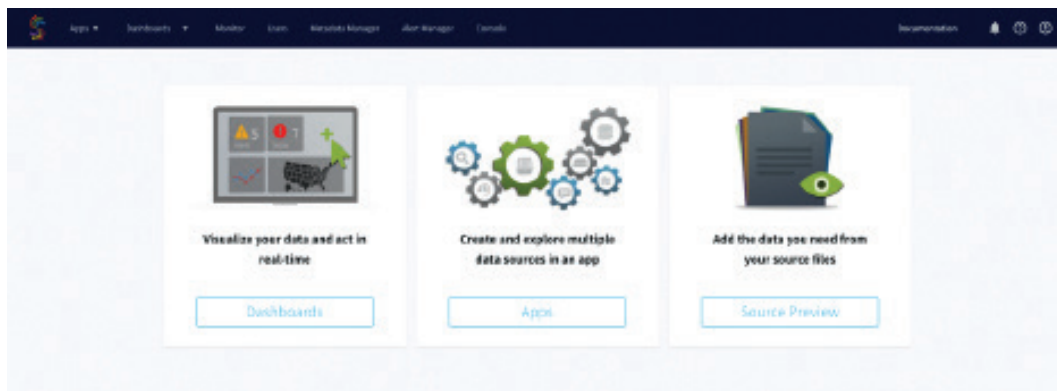 Apps
Dashboards
Monitor
Users
Metadata Manager
Alert Manager
Console
Documentation
5
1
Visualize your data and act in
real-time
Create and explore multiple
data sources in an app
Add the data you need from
your source files
Dashboards
Apps
Source Preview